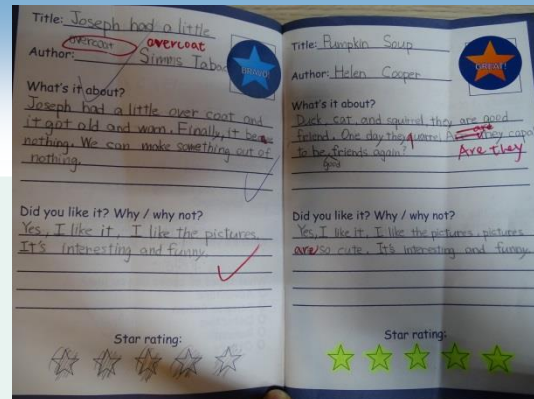 Title: Joseph had a little
overcoat overcoat
Author: Simms Taba
BRAVO!
What's it about?
Joseph had a little over coat and
it got old and worn. Finally, it
nothing. We can make something out of
nothing.
Did you like it? Why / why not?
Yes, I like it, I like the pictures.
It's interesting and funny.
Star rating:
Title: Pumpkin Soup
Author: Helen Cooper
GREAT!
What's it about?
Duck, cat, and squirrel, they are good
friend. One day they
to be friends again?
good
Are they
Did you like it? Why / why not?
Yes, I like it. I like the pictures, pictures
are so cute. It's interesting and funny.
Star rating: